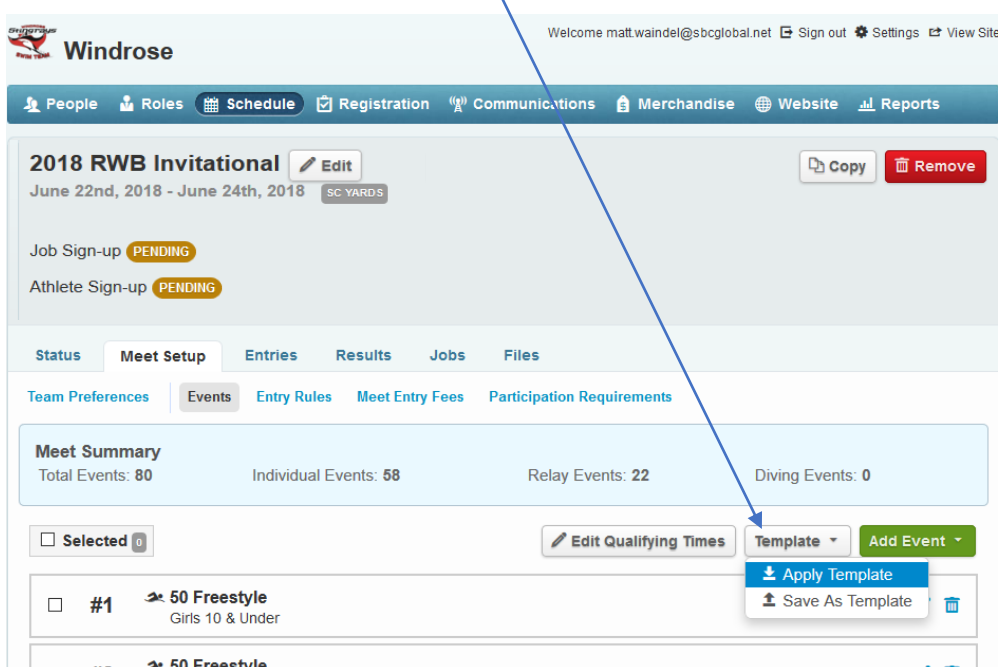 Stingrays
SWIM TEAM
Windrose
Welcome matt.waindel@sbcglobal.net Sign out Settings View Site
People Roles Schedule Registration Communications Merchandise Website Reports
2018 RWB Invitational Edit Copy Remove
June 22nd, 2018 - June 24th, 2018 SC YARDS
Job Sign-up PENDING
Athlete Sign-up PENDING
Status Meet Setup Entries Results Jobs Files
Team Preferences Events Entry Rules Meet Entry Fees Participation Requirements
Meet Summary
Total Events: 80 Individual Events: 58 Relay Events: 22 Diving Events: 0
Selected 0 Edit Qualifying Times Template Add Event
Apply Template
Save As Template
#1 50 Freestyle
Girls 10 & Under
50 Freestyle